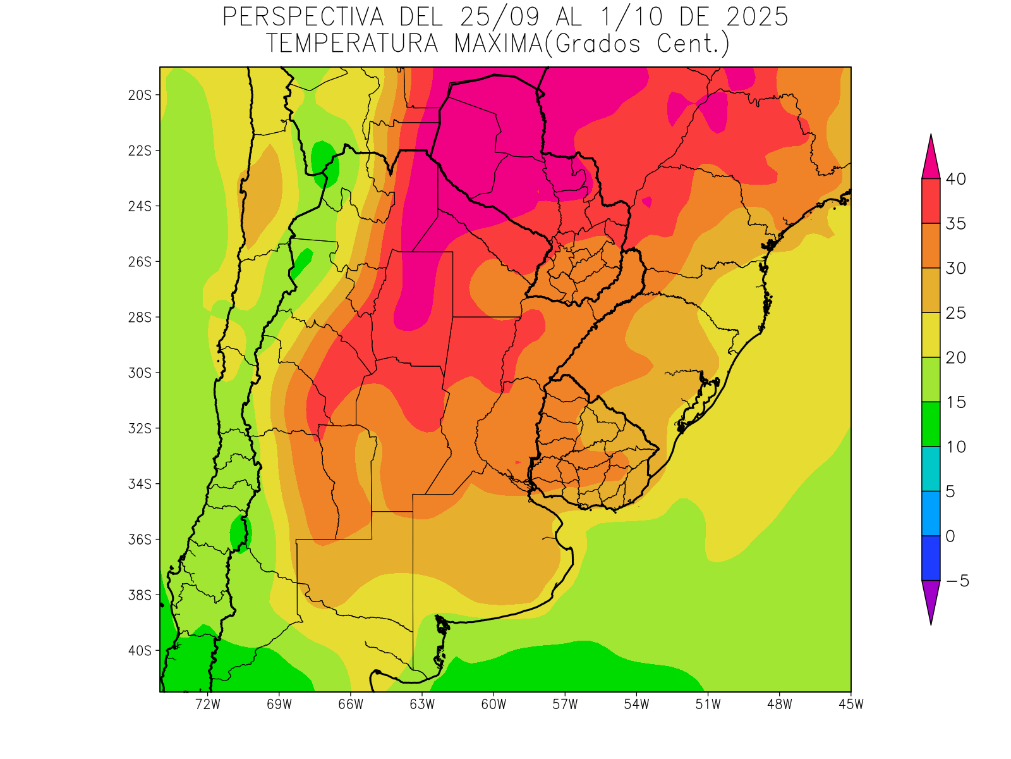 PERSPECTIVA DEL 25/09 AL 1/10 DE 2025
TEMPERATURA MAXIMA(Grados Cent.)
20S
22S
24S
26S
28S
30S
32S
34S
36S
38S
40S
72W 69W 66W 63W 60W 57W 54W 51W 48W 45W
40
35
30
25
20
15
10
5
0
−5